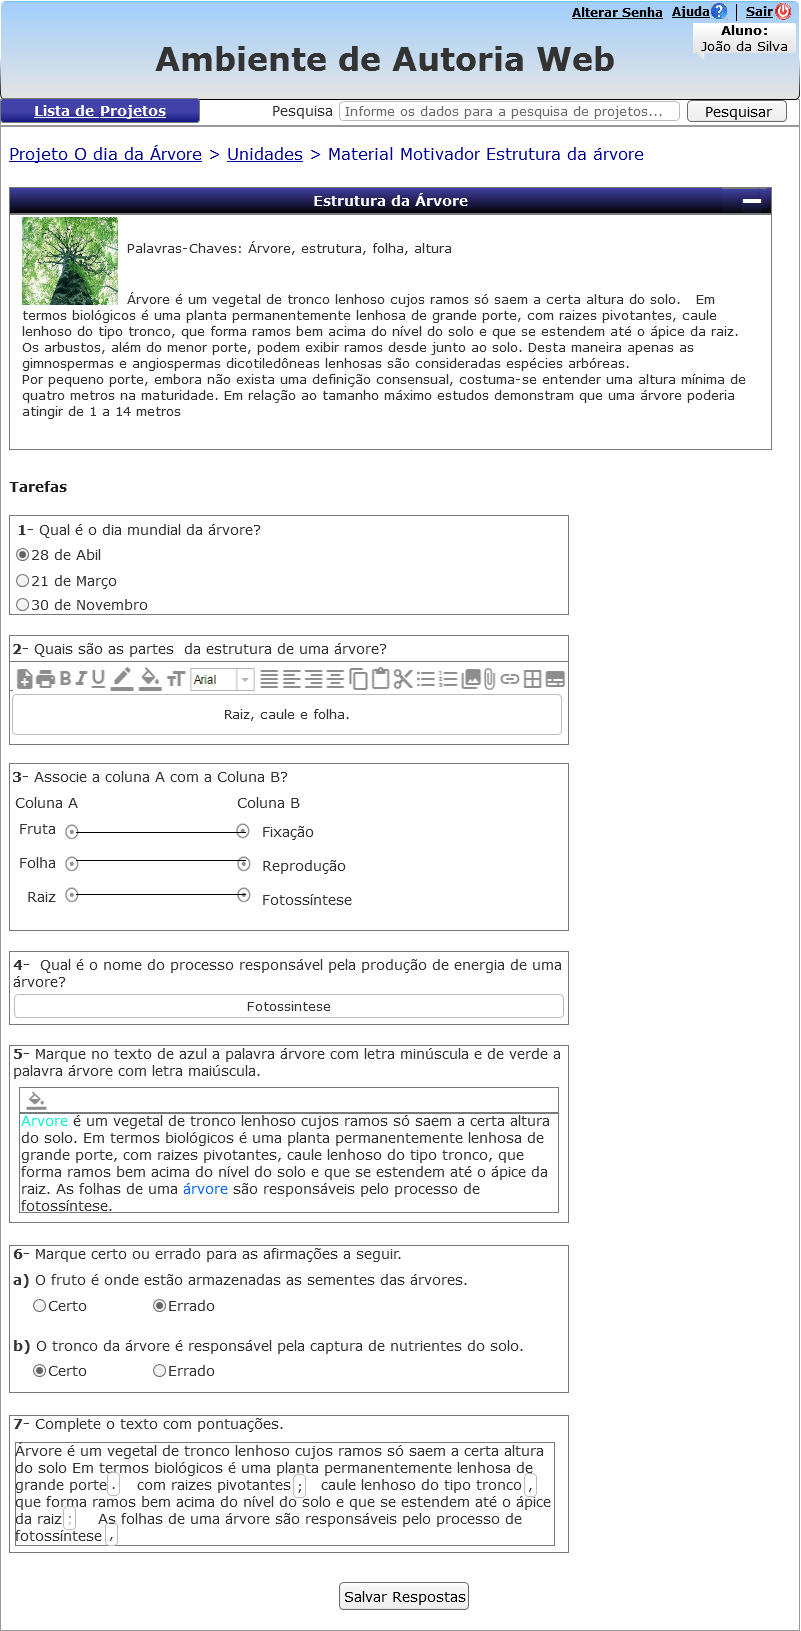 Alterar Senha Ajuda ? Sair
Aluno:
João da Silva
Ambiente de Autoria Web
Lista de Projetos Pesquisa Informe os dados para a pesquisa de projetos... Pesquisar
Projeto O dia da Árvore > Unidades > Material Motivador Estrutura da árvore
Estrutura da Árvore
Palavras-Chaves: Árvore, estrutura, folha, altura
Árvore é um vegetal de tronco lenhoso cujos ramos só saem a certa altura do solo. Em
termos biológicos é uma planta permanentemente lenhosa de grande porte, com raizes pivotantes, caule
lenhoso do tipo tronco, que forma ramos bem acima do nível do solo e que se estendem até o ápice da raiz.
Os arbustos, além do menor porte, podem exibir ramos desde junto ao solo. Desta maneira apenas as
gimnospermas e angiospermas dicotiledôneas lenhosas são consideradas espécies arbóreas.
Por pequeno porte, embora não exista uma definição consensual, costuma-se entender uma altura mínima de
quatro metros na maturidade. Em relação ao tamanho máximo estudos demonstram que uma árvore poderia
atingir de 1 a 14 metros
Tarefas
1- Qual é o dia mundial da árvore?
28 de Abil
21 de Março
30 de Novembro
2- Quais são as partes da estrutura de uma árvore?
B I U Arial
Raiz, caule e folha.
3- Associe a coluna A com a Coluna B?
Coluna A Coluna B
Fruta Fixação
Folha Reprodução
Raiz Fotossíntese
4- Qual é o nome do processo responsável pela produção de energia de uma
árvore?
Fotossintese
5- Marque no texto de azul a palavra árvore com letra minúscula e de verde a
palavra árvore com letra maiúscula.
Árvore é um vegetal de tronco lenhoso cujos ramos só saem a certa altura
do solo. Em termos biológicos é uma planta permanentemente lenhosa de
grande porte, com raizes pivotantes, caule lenhoso do tipo tronco, que
forma ramos bem acima do nível do solo e que se estendem até o ápice da
raiz. As folhas de uma árvore são responsáveis pelo processo de
fotossíntese.
6- Marque certo ou errado para as afirmações a seguir.
a) O fruto é onde estão armazenadas as sementes das árvores.
Certo Errado
b) O tronco da árvore é responsável pela captura de nutrientes do solo.
Certo Errado
7- Complete o texto com pontuações.
Árvore é um vegetal de tronco lenhoso cujos ramos só saem a certa altura
do solo Em termos biológicos é uma planta permanentemente lenhosa de
grande porte . com raizes pivotantes ; caule lenhoso do tipo tronco ,
que forma ramos bem acima do nível do solo e que se estendem até o ápice
da raiz ; As folhas de uma árvore são responsáveis pelo processo de
fotossíntese ,
Salvar Respostas